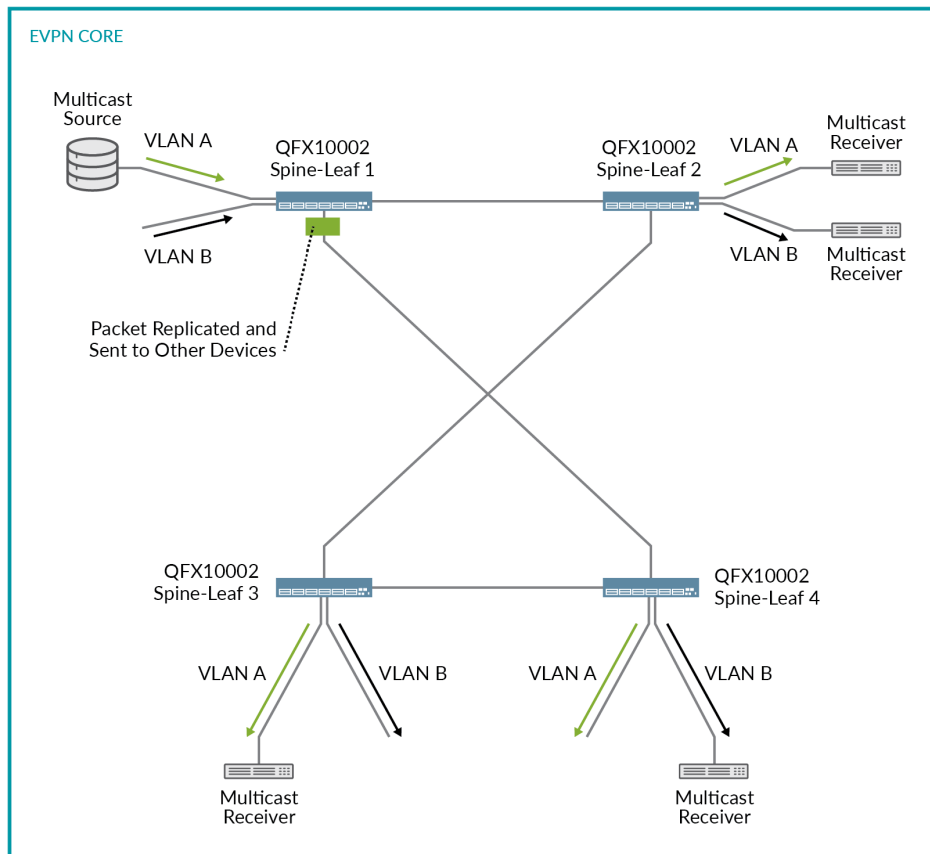 EVPN CORE
Multicast
Source
VLAN A
VLAN B
QFX10002
Spine-Leaf 1
QFX10002
Spine-Leaf 2
VLAN A
VLAN B
Multicast
Receiver
Multicast
Receiver
Packet Replicated and
Sent to Other Devices
QFX10002
Spine-Leaf 3
QFX10002
Spine-Leaf 4
VLAN A
VLAN B
VLAN A
VLAN B
Multicast
Receiver
Multicast
Receiver